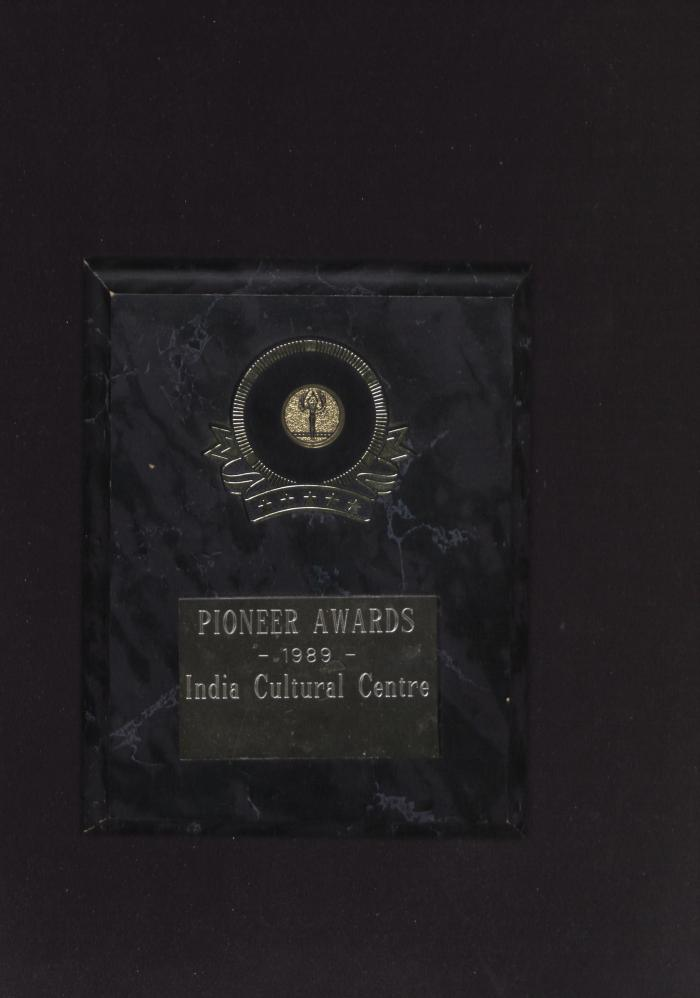 PIONEER AWARDS
- 1989 -
India Cultural Centre